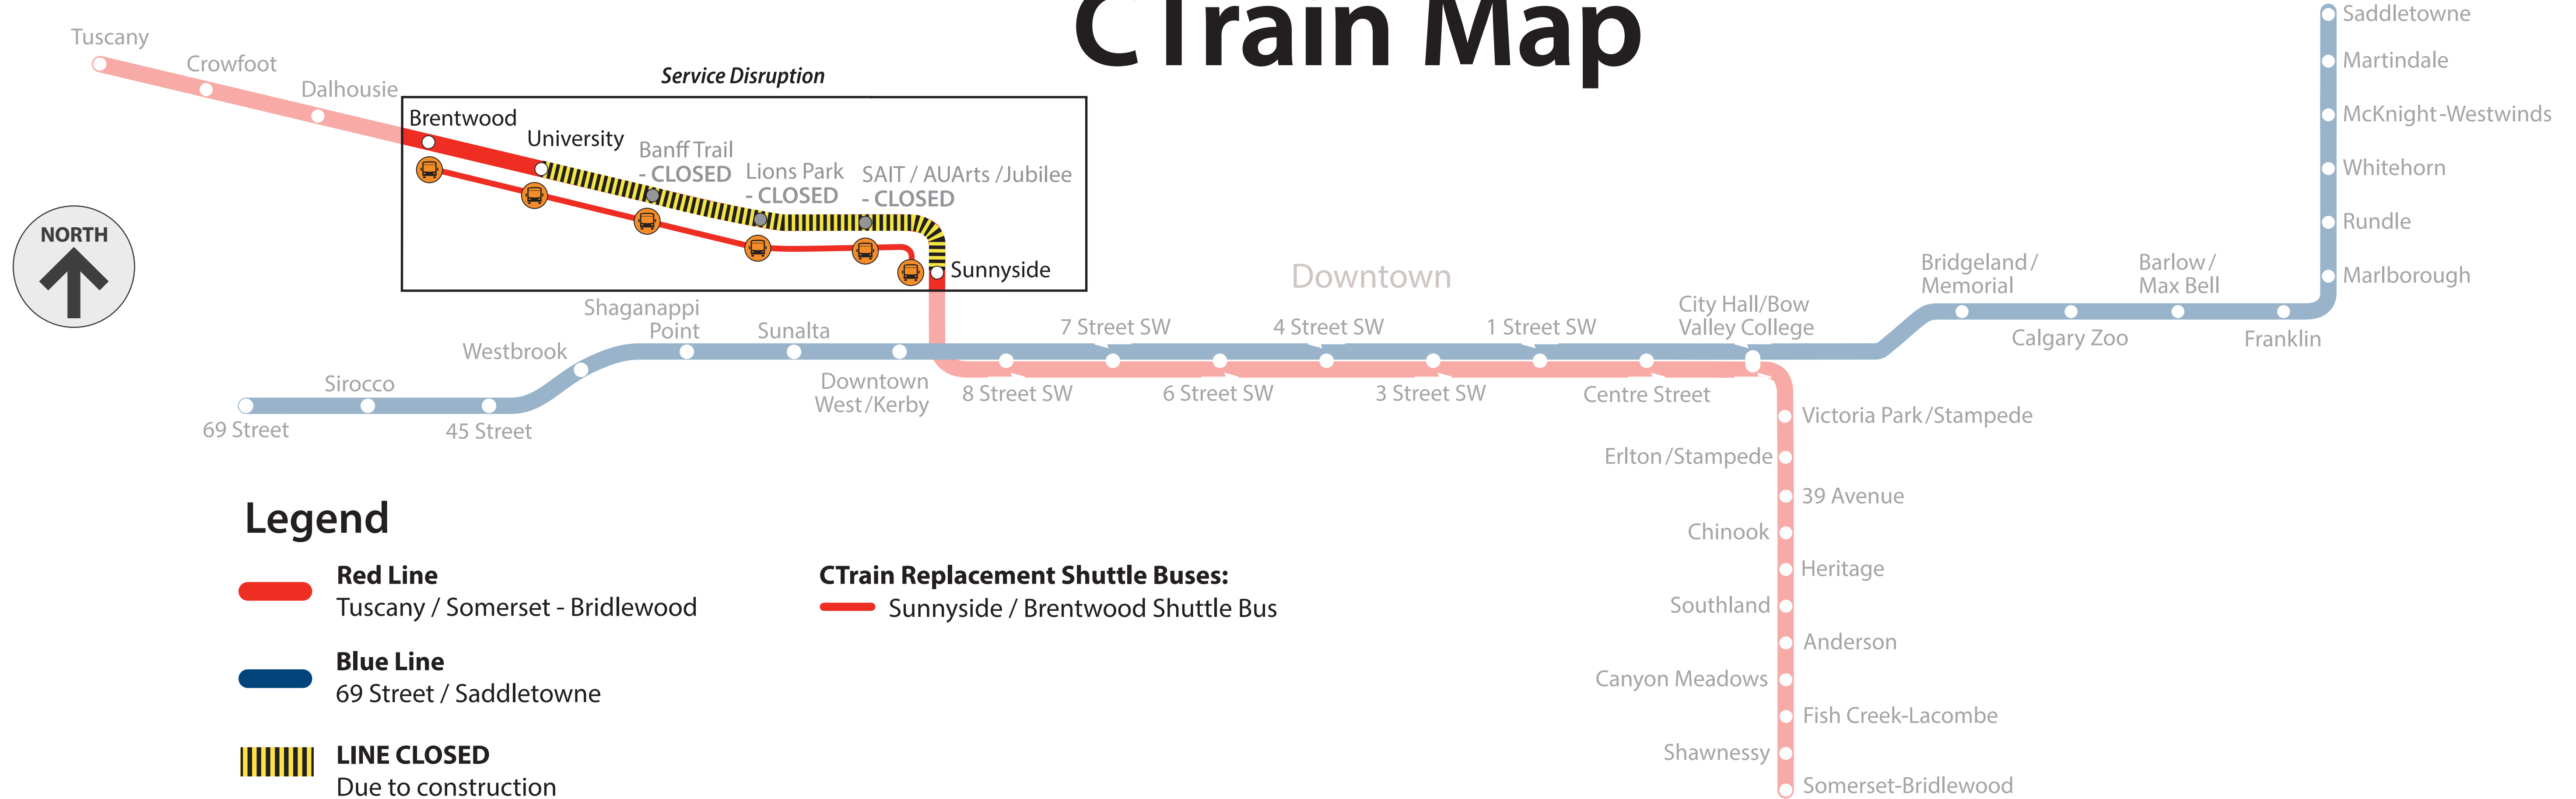 CTrain Map
Tuscany
Crowfoot
Dalhousie
Service Disruption
Brentwood
University
Banff Trail
- CLOSED
Lions Park
- CLOSED
SAIT / AUArts /Jubilee
- CLOSED
Sunnyside
NORTH
Downtown
69 Street
Sirocco
45 Street
Westbrook
Shaganappi
Point
Sunalta
Downtown
West/Kerby
8 Street SW
7 Street SW
6 Street SW
4 Street SW
3 Street SW
1 Street SW
Centre Street
City Hall/Bow
Valley College
Bridgeland/
Memorial
Calgary Zoo
Barlow/
Max Bell
Franklin
Saddletowne
Martindale
McKnight-Westwinds
Whitehorn
Rundle
Marlborough
Victoria Park/Stampede
Erlton/Stampede
39 Avenue
Chinook
Heritage
Southland
Anderson
Canyon Meadows
Fish Creek-Lacombe
Shawnessy
Somerset-Bridlewood
Legend
Red Line
Tuscany / Somerset - Bridlewood
Blue Line
69 Street / Saddletowne
LINE CLOSED
Due to construction
CTrain Replacement Shuttle Buses:
Sunnyside / Brentwood Shuttle Bus